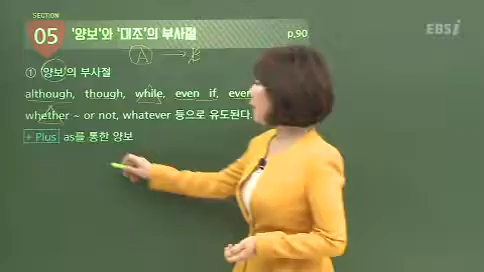 SECTION
05 '양보'와 '대조'의 부사절
p.90
EBSi
Ⓐ → B
① '양보'의 부사절
although, though, while, even if, even
whether ~ or not, whatever 등으로 유도된다.
+ Plus as를 통한 양보